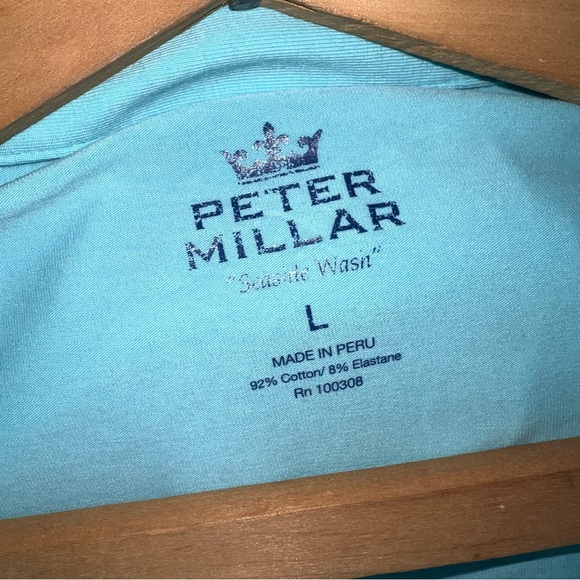 PETER
MILLAR
"Seaside Wash"
L
MADE IN PERU
92% Cotton/ 8% Elastane
Rn 100308